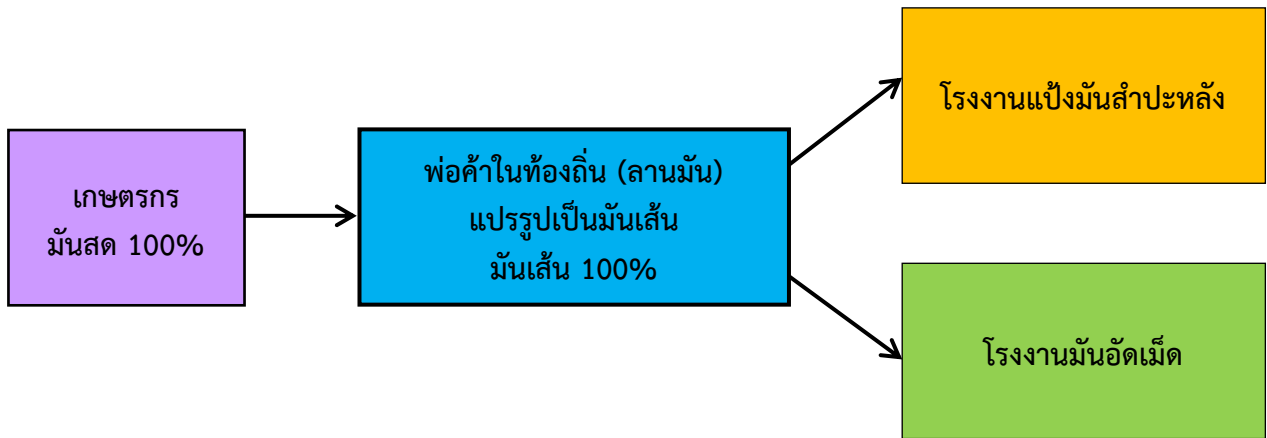 เกษตรกร
มันสด 100%
พ่อค้าในท้องถิ่น (ลานมัน)
แปรรูปเป็นมันเส้น
มันเส้น 100%
โรงงานแป้งมันสำปะหลัง
โรงงานมันอัดเม็ด